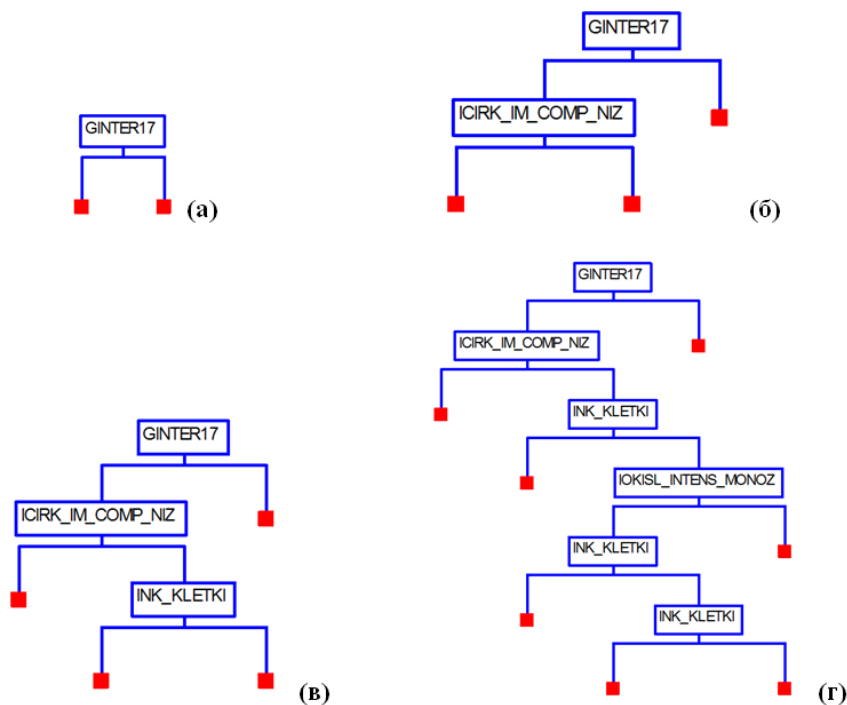 GINTER17
(а)
GINTER17
ICIRK_IM_COMP_NIZ
(б)
GINTER17
ICIRK_IM_COMP_NIZ
INK_KLETKI
(в)
GINTER17
ICIRK_IM_COMP_NIZ
INK_KLETKI
IOKISL_INTENS_MONOZ
INK_KLETKI
INK_KLETKI
(г)